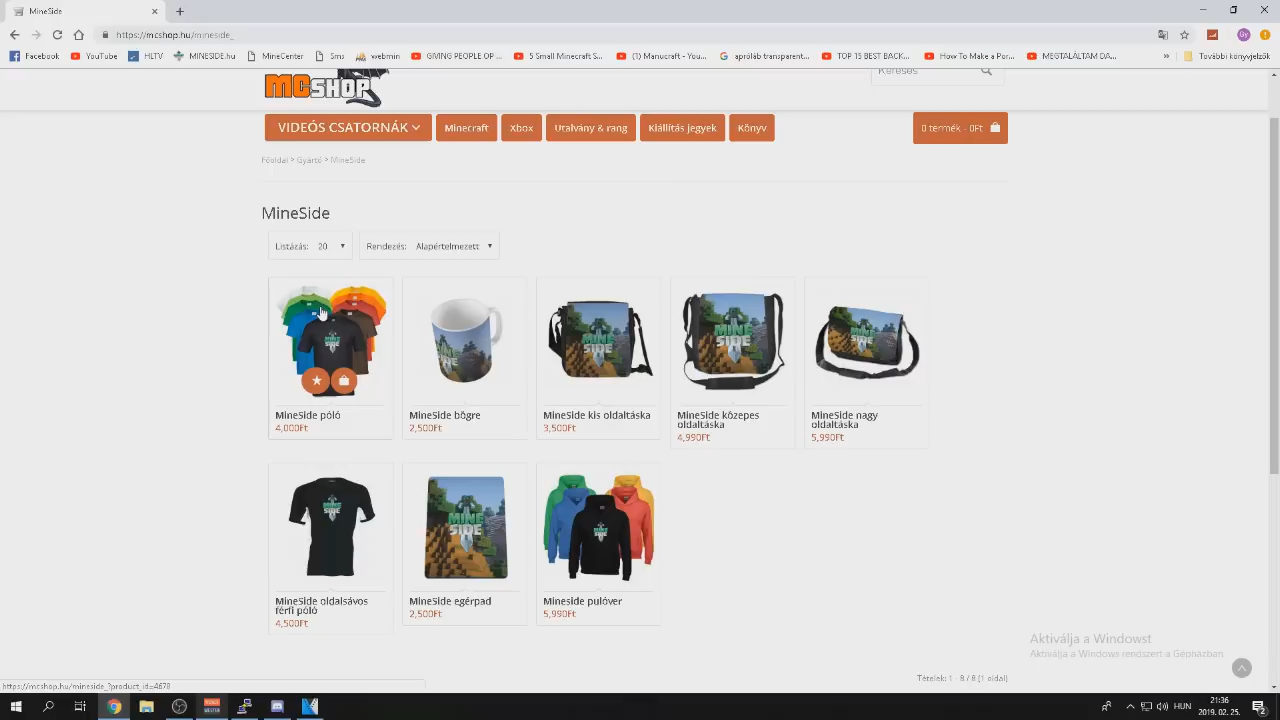 MineSide
https://mcshop.hu/mineside_
Gy
Facebook
YouTube
HLTV
MINESIDE.EU
MineCenter
Sms
webmin
GIVING PEOPLE OP ...
5 Small Minecraft S...
(1) Manucraft - You...
apróláb transparent...
TOP 15 BEST BACK...
How To Make a Por...
MEGTALÁLTAM DA...
»
További könyvjelzők
MCSHOP
Keresés
VIDEÓS CSATORNÁK
Minecraft
Xbox
Utalvány & rang
Kiállítás jegyek
Könyv
0 termék - 0Ft
Főoldal > Gyártó > MineSide
MineSide
Listázás: 20
Rendezés: Alapértelmezett
MINE
SIDE
MineSide póló
4,000Ft
MineSide bögre
2,500Ft
MineSide kis oldaltáska
3,500Ft
MineSide közepes
oldaltáska
4,990Ft
MineSide nagy
oldaltáska
5,990Ft
MineSide oldalsávos
férfi póló
4,500Ft
MineSide egérpad
2,500Ft
Mineside pulóver
5,990Ft
Aktiválja a Windowst
Aktiválja a Windows rendszert a Gépházban.
Tételek: 1 - 8 / 8 (1 oldal)
https://mcshop.hu/mineside_?product_id=4678
HUN
21:36
2019. 02. 25.
2